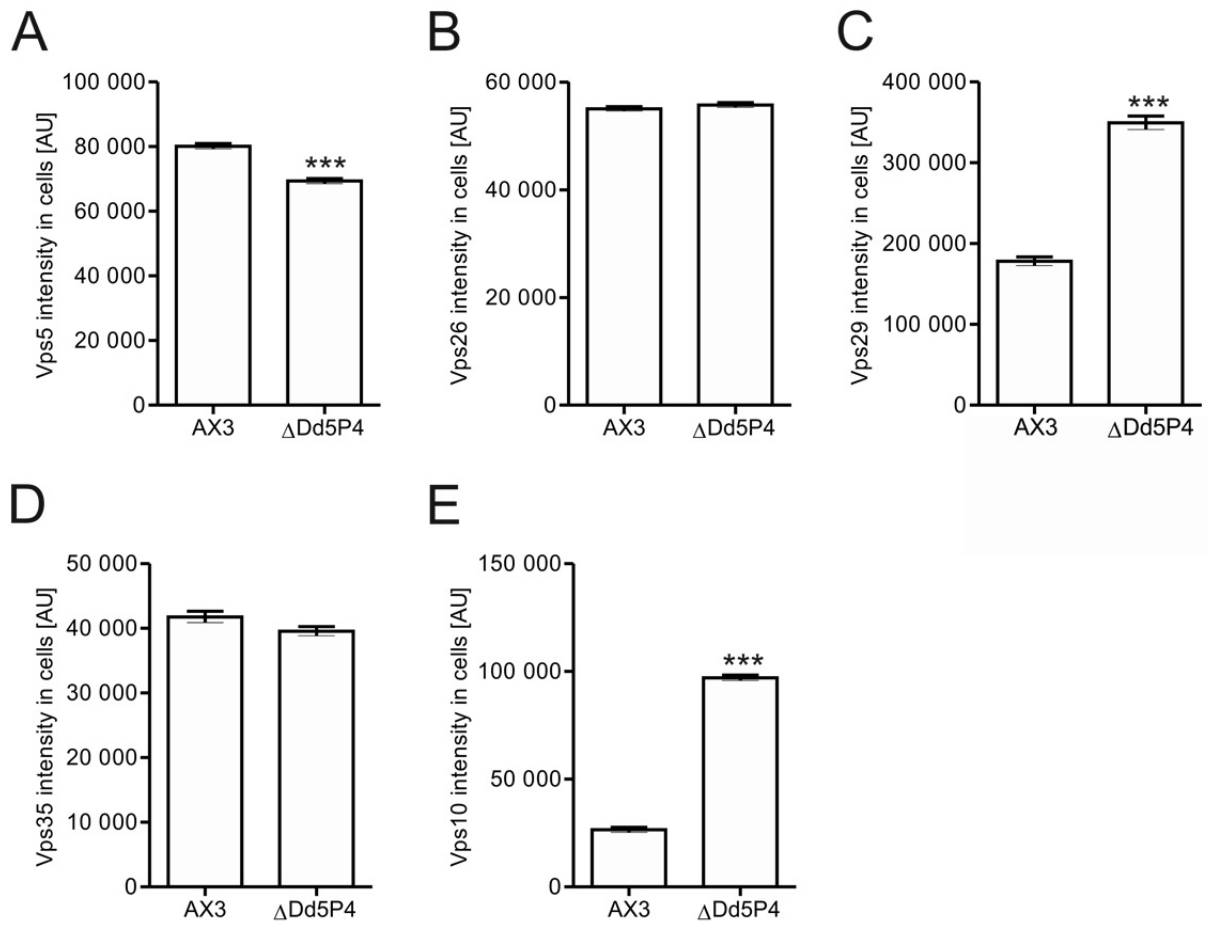 A
Vps5 intensity in cells [AU]
100 000
80 000
60 000
40 000
20 000
0
***
AX3
ΔDd5P4
B
Vps26 intensity in cells [AU]
60 000
40 000
20 000
0
AX3
ΔDd5P4
C
Vps29 intensity in cells [AU]
400 000
300 000
200 000
100 000
0
***
AX3
ΔDd5P4
D
Vps35 intensity in cells [AU]
50 000
40 000
30 000
20 000
10 000
0
AX3
ΔDd5P4
E
Vps10 intensity in cells [AU]
150 000
100 000
50 000
0
***
AX3
ΔDd5P4